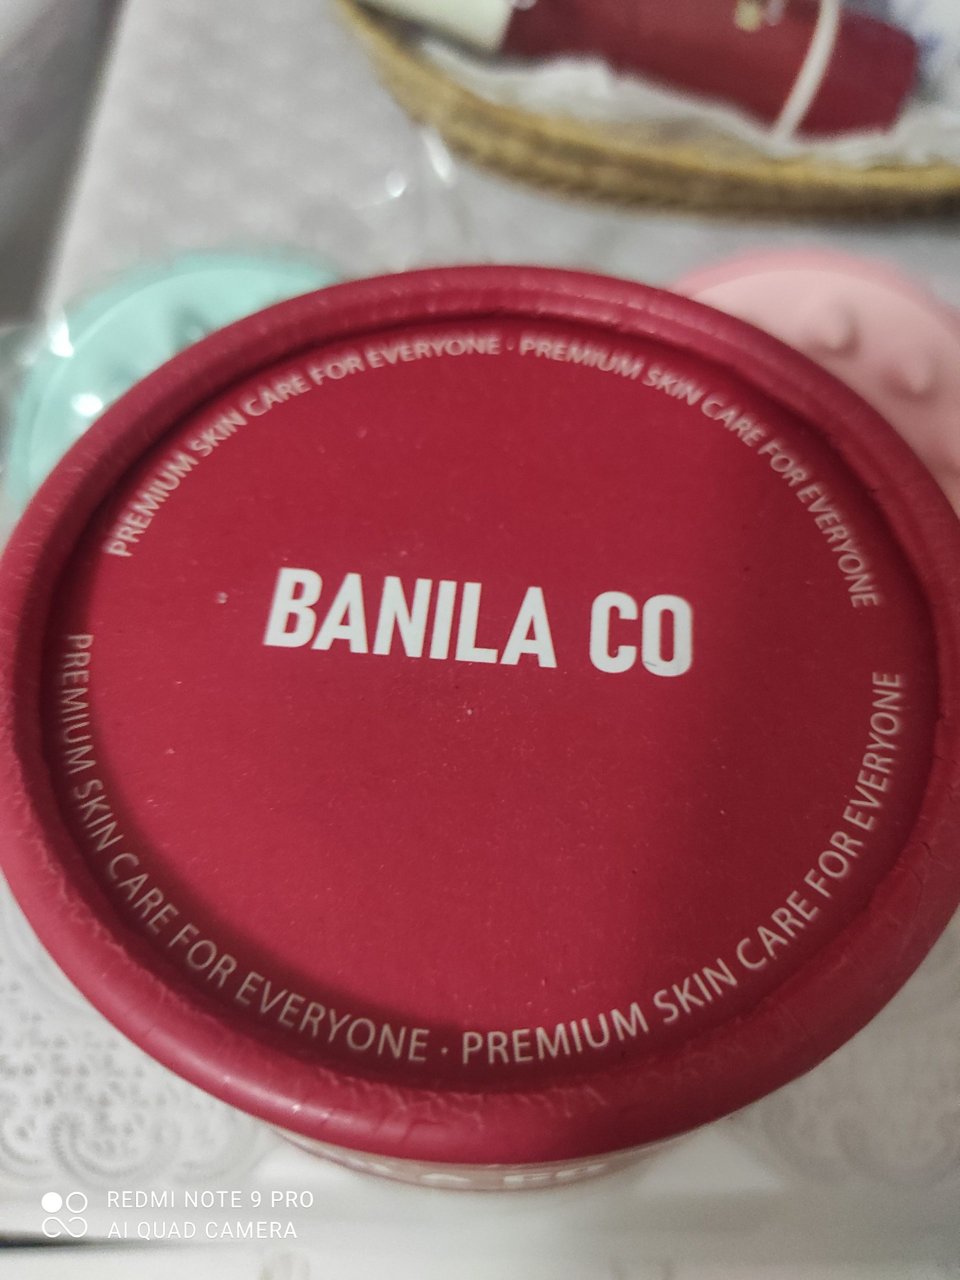 PREMIUM SKIN CARE FOR EVERYONE · PREMIUM SKIN CARE FOR EVERYONE
BANILA CO
PREMIUM SKIN CARE FOR EVERYONE · PREMIUM SKIN CARE FOR EVERYONE
REDMI NOTE 9 PRO
AI QUAD CAMERA